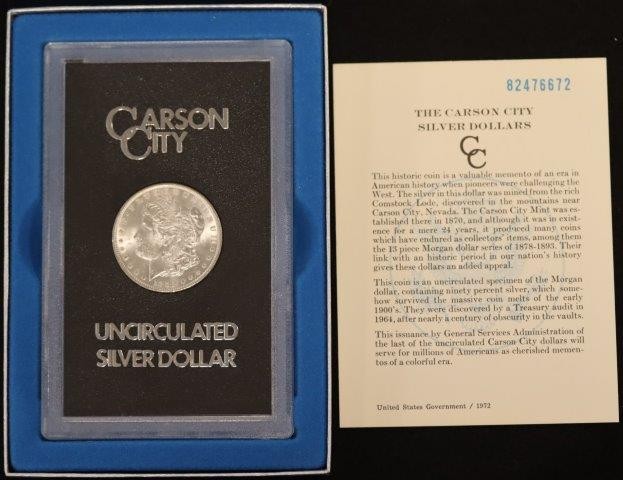 CARSON
CITY
UNCIRCULATED
SILVER DOLLAR
82476672
THE CARSON CITY
SILVER DOLLARS
CC
This historic coin is a valuable memento of an era in
American history when pioneers were challenging the
West. The silver in this dollar was mined from the rich
Comstock Lode, discovered in the mountains near
Carson City, Nevada. The Carson City Mint was es-
tablished there in 1870, and although it was in exist-
ence for a mere 24 years, it produced many coins
which have endured as collectors' items, among them
the 13 piece Morgan dollar series of 1878-1893. Their
link with an historic period in our nation's history
gives these dollars an added appeal.
This coin is an uncirculated specimen of the Morgan
dollar, containing ninety percent silver, which some-
how survived the massive coin melts of the early
1900's. They were discovered by a Treasury audit in
1964, after nearly a century of obscurity in the vaults.
This issuance by General Services Administration of
the last of the uncirculated Carson City dollars will
serve for millions of Americans as cherished memen-
tos of a colorful era.
United States Government / 1972